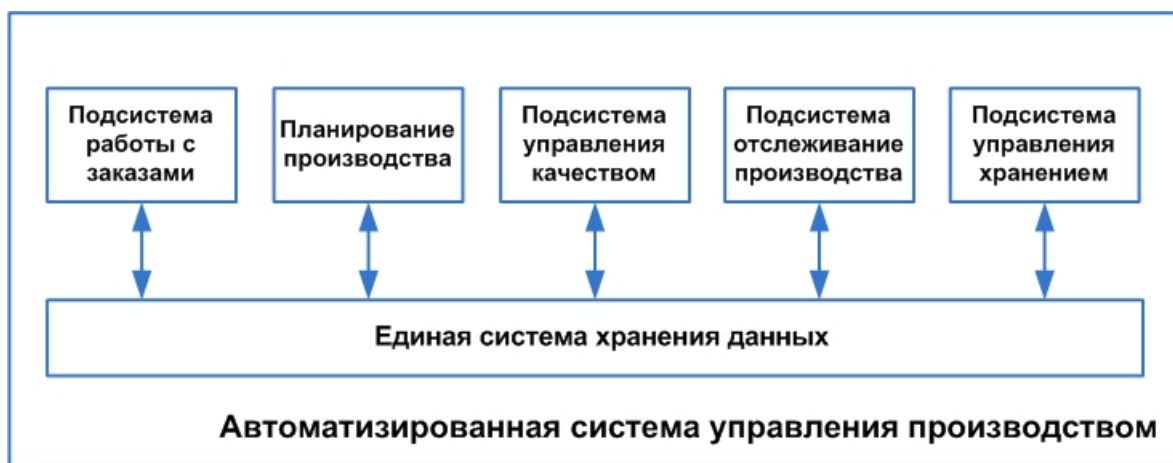 Подсистема
работы с
заказами
Планирование
производства
Подсистема
управления
качеством
Подсистема
отслеживание
производства
Подсистема
управления
хранением
Единая система хранения данных
Автоматизированная система управления производством